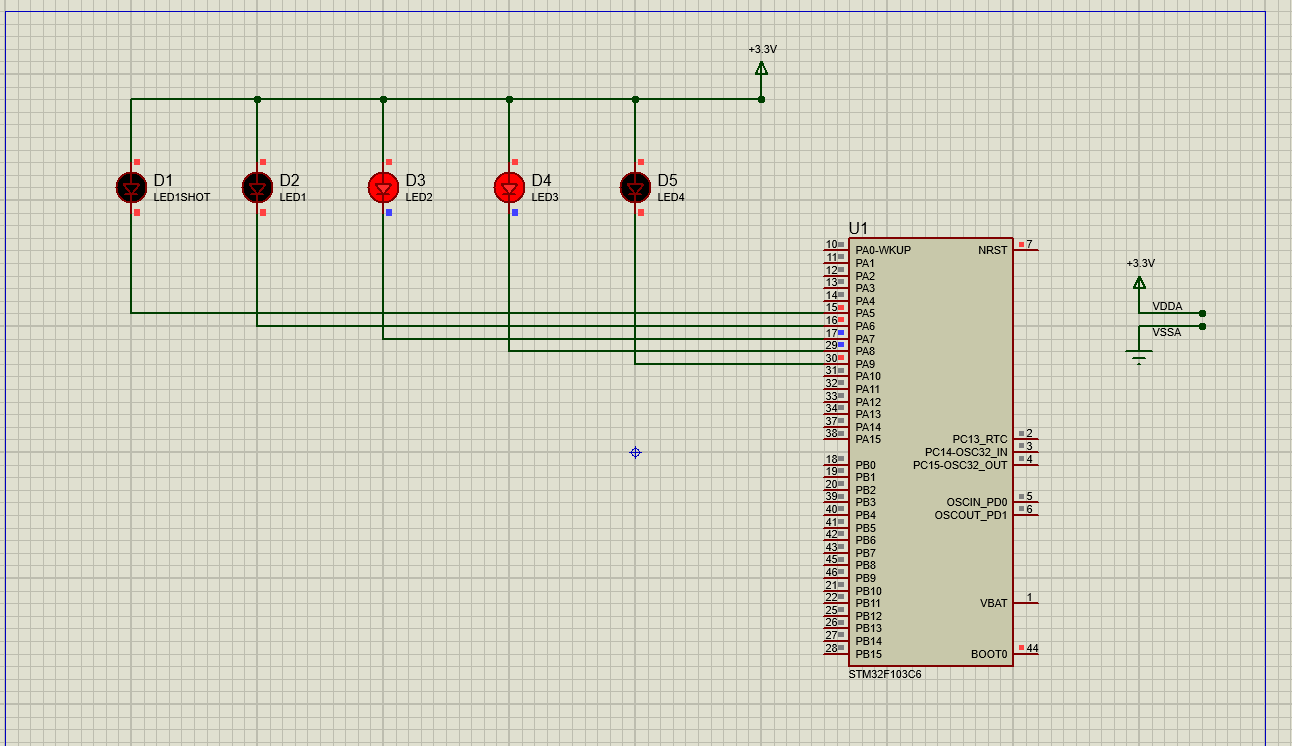 +3.3V
D1
LED1SHOT
D2
LED1
D3
LED2
D4
LED3
D5
LED4
U1
10 PA0-WKUP NRST 7
11 PA1
12 PA2
13 PA3
14 PA4
15 PA5
16 PA6
17 PA7
29 PA8
30 PA9
31 PA10
32 PA11
33 PA12
34 PA13
37 PA14
38 PA15 PC13_RTC 2
PC14-OSC32_IN 3
18 PB0 PC15-OSC32_OUT 4
19 PB1
20 PB2
39 PB3 OSCIN_PD0 5
40 PB4 OSCOUT_PD1 6
41 PB5
42 PB6
43 PB7
45 PB8
46 PB9
21 PB10
22 PB11 VBAT 1
25 PB12
26 PB13
27 PB14
28 PB15 BOOT0 44
STM32F103C6
+3.3V
VDDA
VSSA